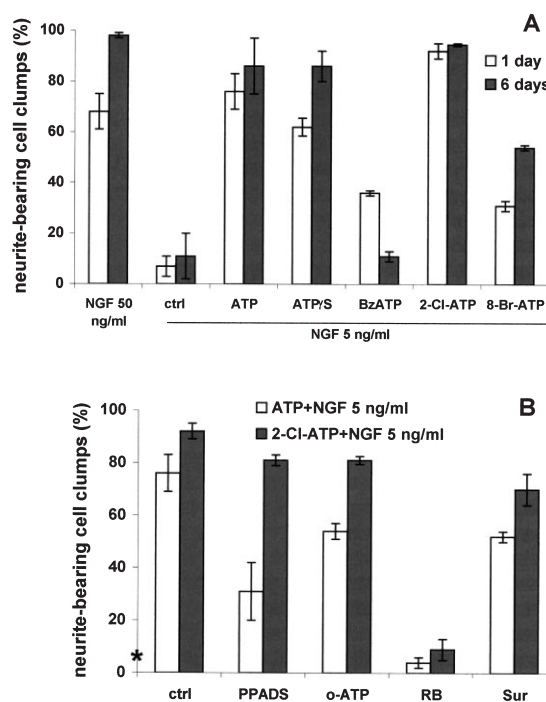 A
100
80
60
40
20
0
neurite-bearing cell clumps (%)
1 day
6 days
NGF 50 ng/ml
ctrl
ATP
ATPγS
BzATP
2-Cl-ATP
8-Br-ATP
NGF 5 ng/ml
B
100
80
60
40
20
0
neurite-bearing cell clumps (%)
ATP+NGF 5 ng/ml
2-Cl-ATP+NGF 5 ng/ml
*
ctrl
PPADS
o-ATP
RB
Sur